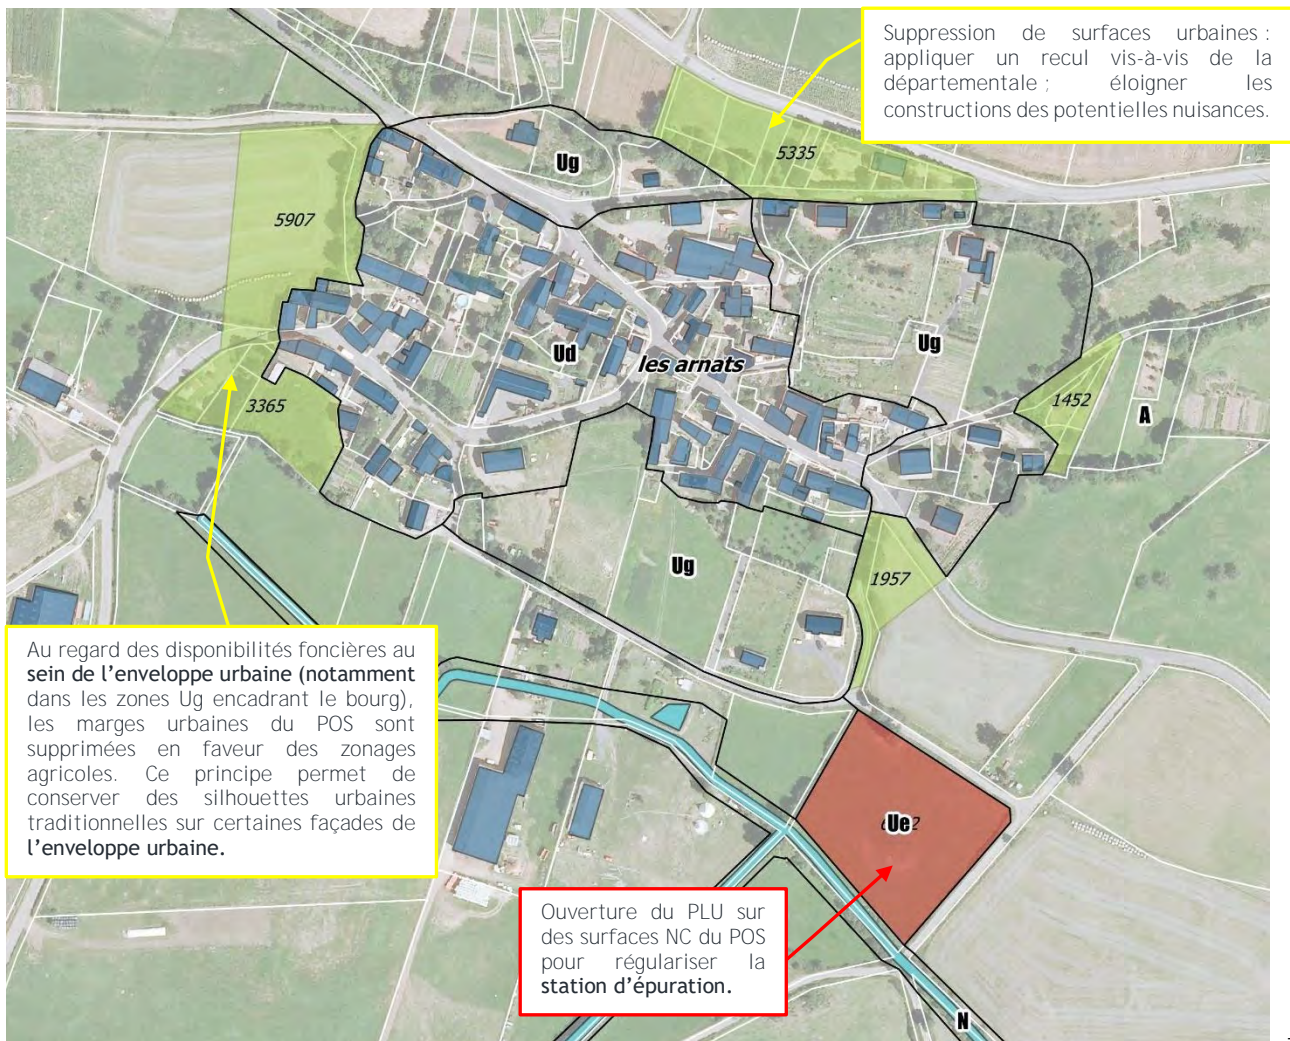 Suppression de surfaces urbaines :
appliquer un recul vis-à-vis de la
départementale ; éloigner les
constructions des potentielles nuisances.
5335
Ug
5907
Ug
Ud
les arnats
1452
3365
A
Ug
1957
Au regard des disponibilités foncières au
sein de l’enveloppe urbaine (notamment
dans les zones Ug encadrant le bourg),
les marges urbaines du POS sont
supprimées en faveur des zonages
agricoles. Ce principe permet de
conserver des silhouettes urbaines
traditionnelles sur certaines façades de
l’enveloppe urbaine.
Ue
Ouverture du PLU sur
des surfaces NC du POS
pour régulariser la
station d’épuration.
N